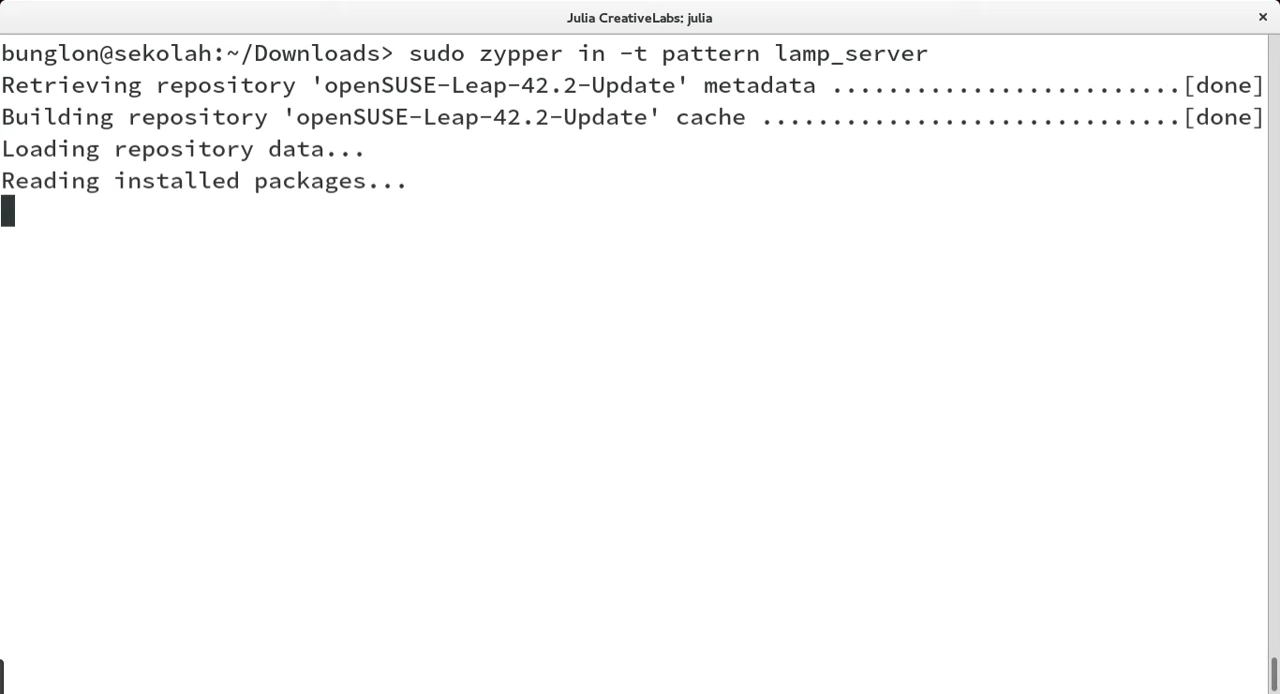 Julia CreativeLabs: julia
bunglon@sekolah:~/Downloads> sudo zypper in -t pattern lamp_server
Retrieving repository 'openSUSE-Leap-42.2-Update' metadata .........................[done]
Building repository 'openSUSE-Leap-42.2-Update' cache ..............................[done]
Loading repository data...
Reading installed packages...